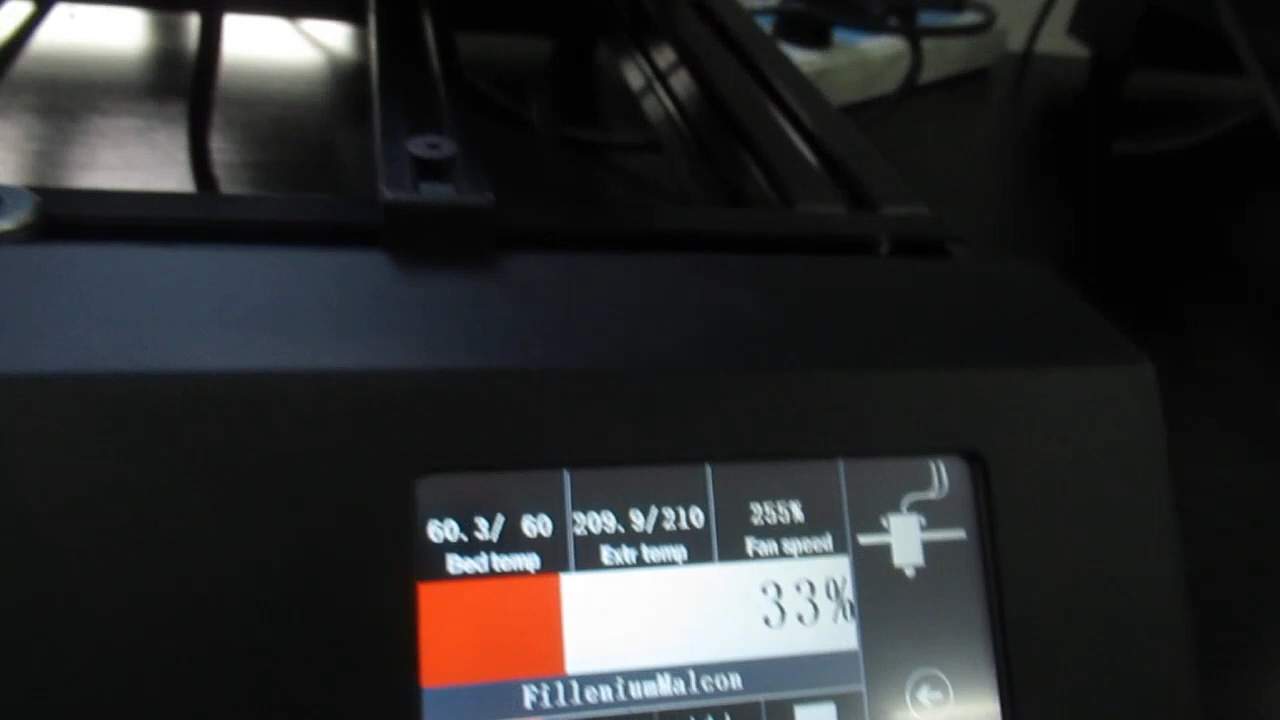 60.3/ 60 209.9/210 255%
Bed temp Extr temp Fan speed
33%
FilleniumMalcon